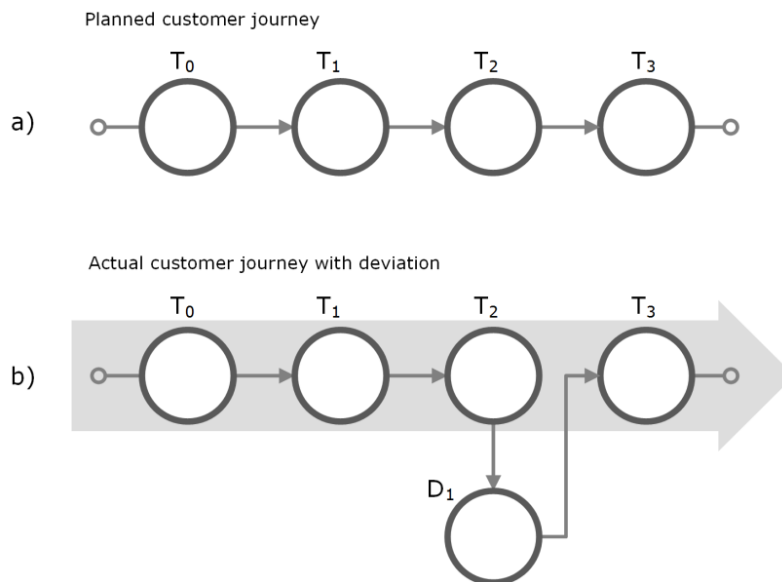 Planned customer journey
T0 T1 T2 T3
a)
Actual customer journey with deviation
T0 T1 T2 T3
b)
D1